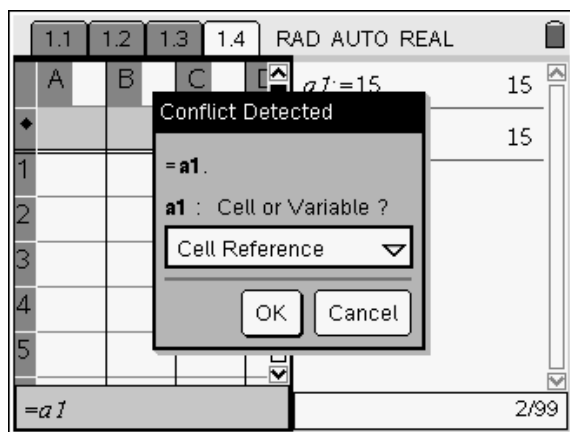 1.1 1.2 1.3 1.4 RAD AUTO REAL
A B C
a1:=15 15
15
Conflict Detected
=a1.
a1 : Cell or Variable ?
Cell Reference
OK Cancel
1
2
3
4
5
=a1
2/99